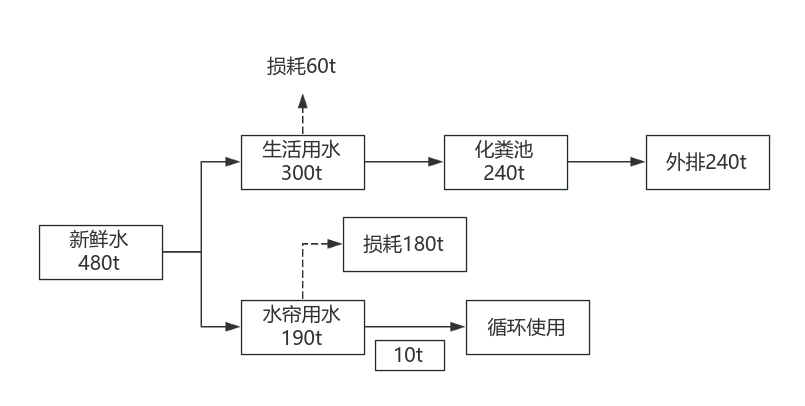 损耗60t
生活用水
300t
化粪池
240t
外排240t
新鲜水
480t
损耗180t
水帘用水
190t
10t
循环使用